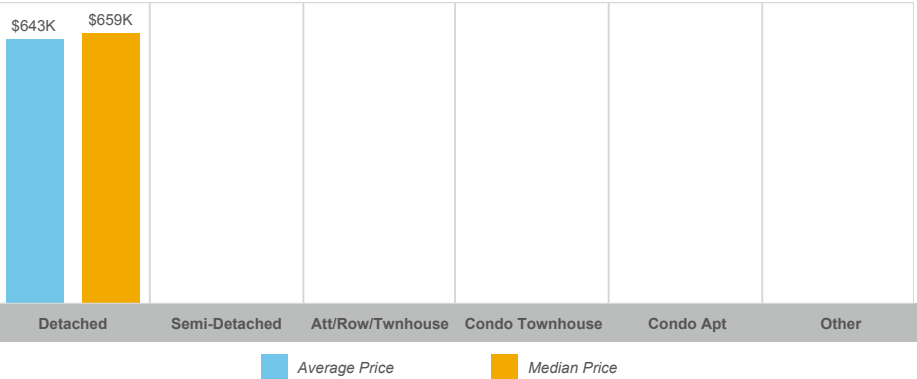 $643K $659K
Detached Semi-Detached Att/Row/Twnhouse Condo Townhouse Condo Apt Other
Average Price Median Price